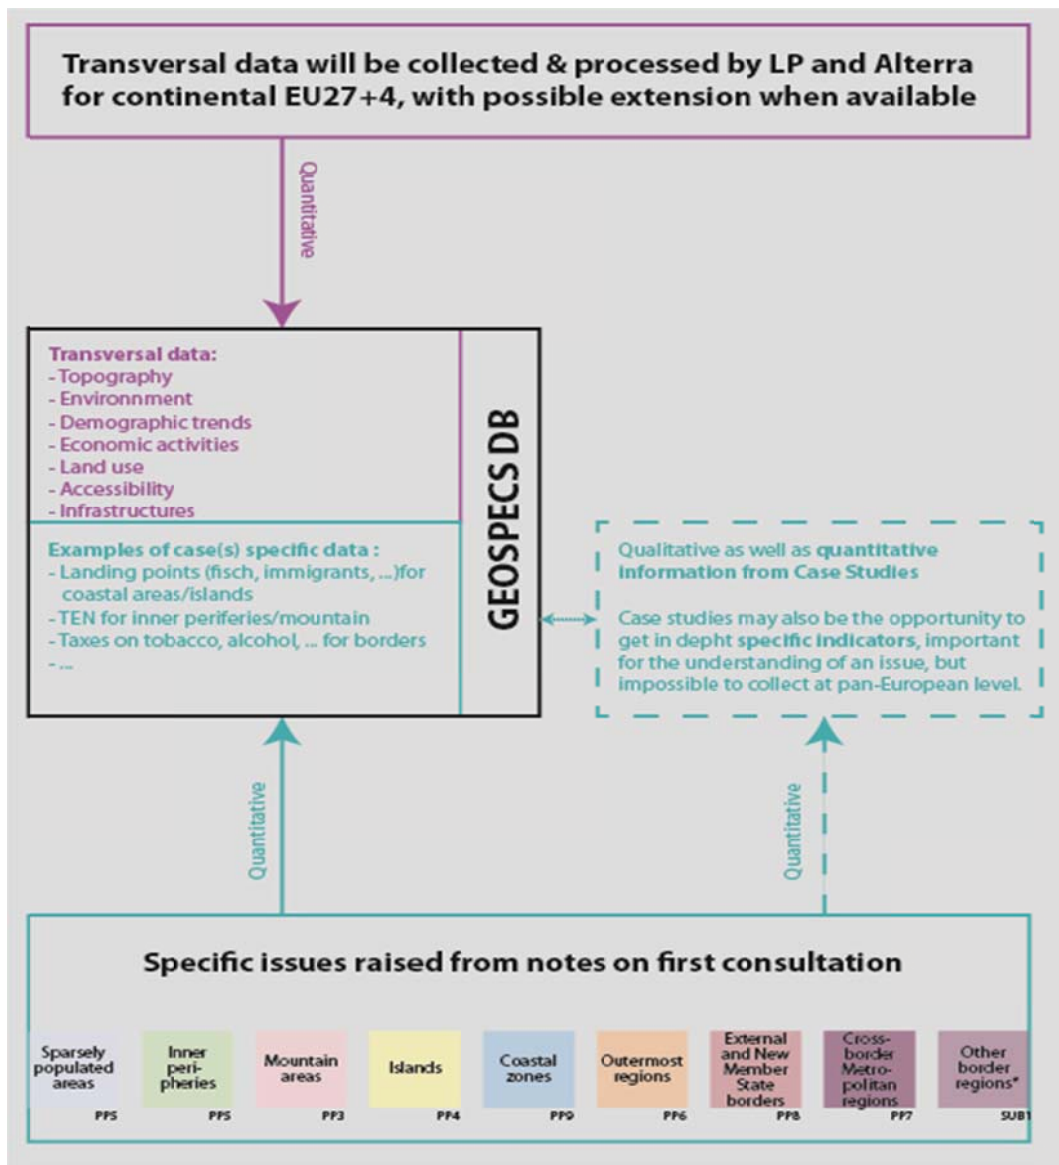 Transversal data will be collected & processed by LP and Alterra
for continental EU27+4, with possible extension when available
Quantitative
Transversal data:
- Topography
- Environnment
- Demographic trends
- Economic activities
- Land use
- Accessibility
- Infrastructures
Examples of case(s) specific data :
- Landing points (fisch, immigrants, ...)for
coastal areas/islands
- TEN for inner periferies/mountain
- Taxes on tobacco, alcohol, ... for borders
- ...
GEOSPECS DB
Qualitative as well as quantitative
information from Case Studies
Case studies may also be the opportunity to
get in depht specific indicators, important
for the understanding of an issue, but
impossible to collect at pan-European level.
Quantitative
Quantitative
Specific issues raised from notes on first consultation
Sparsely
populated
areas
PP5
Inner
peri-
pheries
PP5
Mountain
areas
PP3
Islands
PP4
Coastal
zones
PP9
Outermost
regions
PP6
External
and New
Member
State
borders
PP8
Cross-
border
Metro-
politan
regions
PP7
Other
border
regions*
SUB1